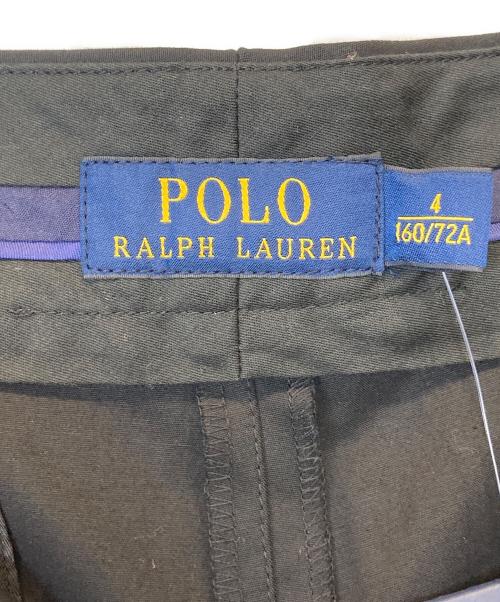 POLO
RALPH LAUREN
4
160/72A